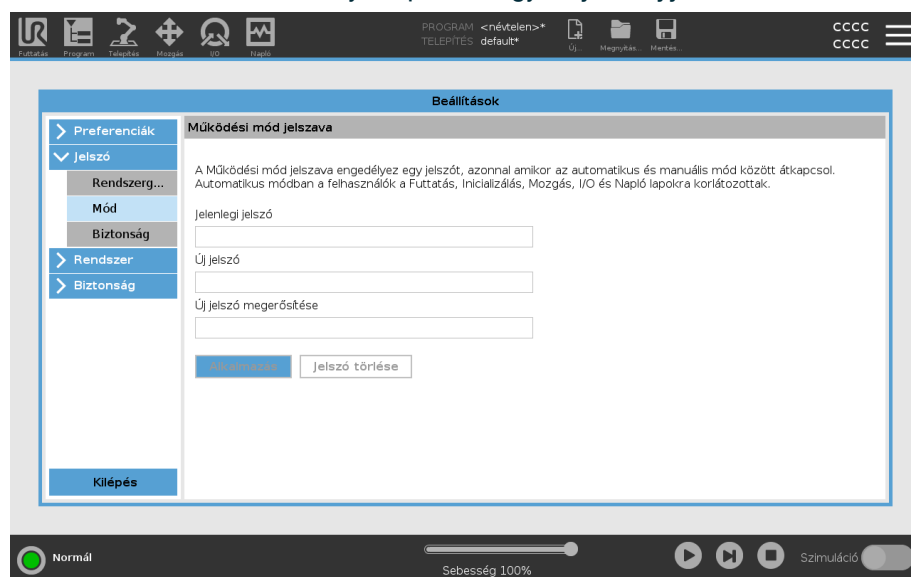 PROGRAM <névtelen>*
TELEPÍTÉS default*
Új... Megnyitás... Mentés...
cccc
cccc
UR
Futtatás Program Telepítés Mozgás I/O Napló
Beállítások
Preferenciák
Jelszó
Rendszerg...
Mód
Biztonság
Rendszer
Biztonság
Kilépés
Működési mód jelszava
A Működési mód jelszava engedélyez egy jelszót, azonnal amikor az automatikus és manuális mód között átkapcsol.
Automatikus módban a felhasználók a Futtatás, Inicializálás, Mozgás, I/O és Napló lapokra korlátozottak.
Jelenlegi jelszó
Új jelszó
Új jelszó megerősítése
Alkalmazás Jelszó törlése
Normál
Sebesség 100%
Szimuláció